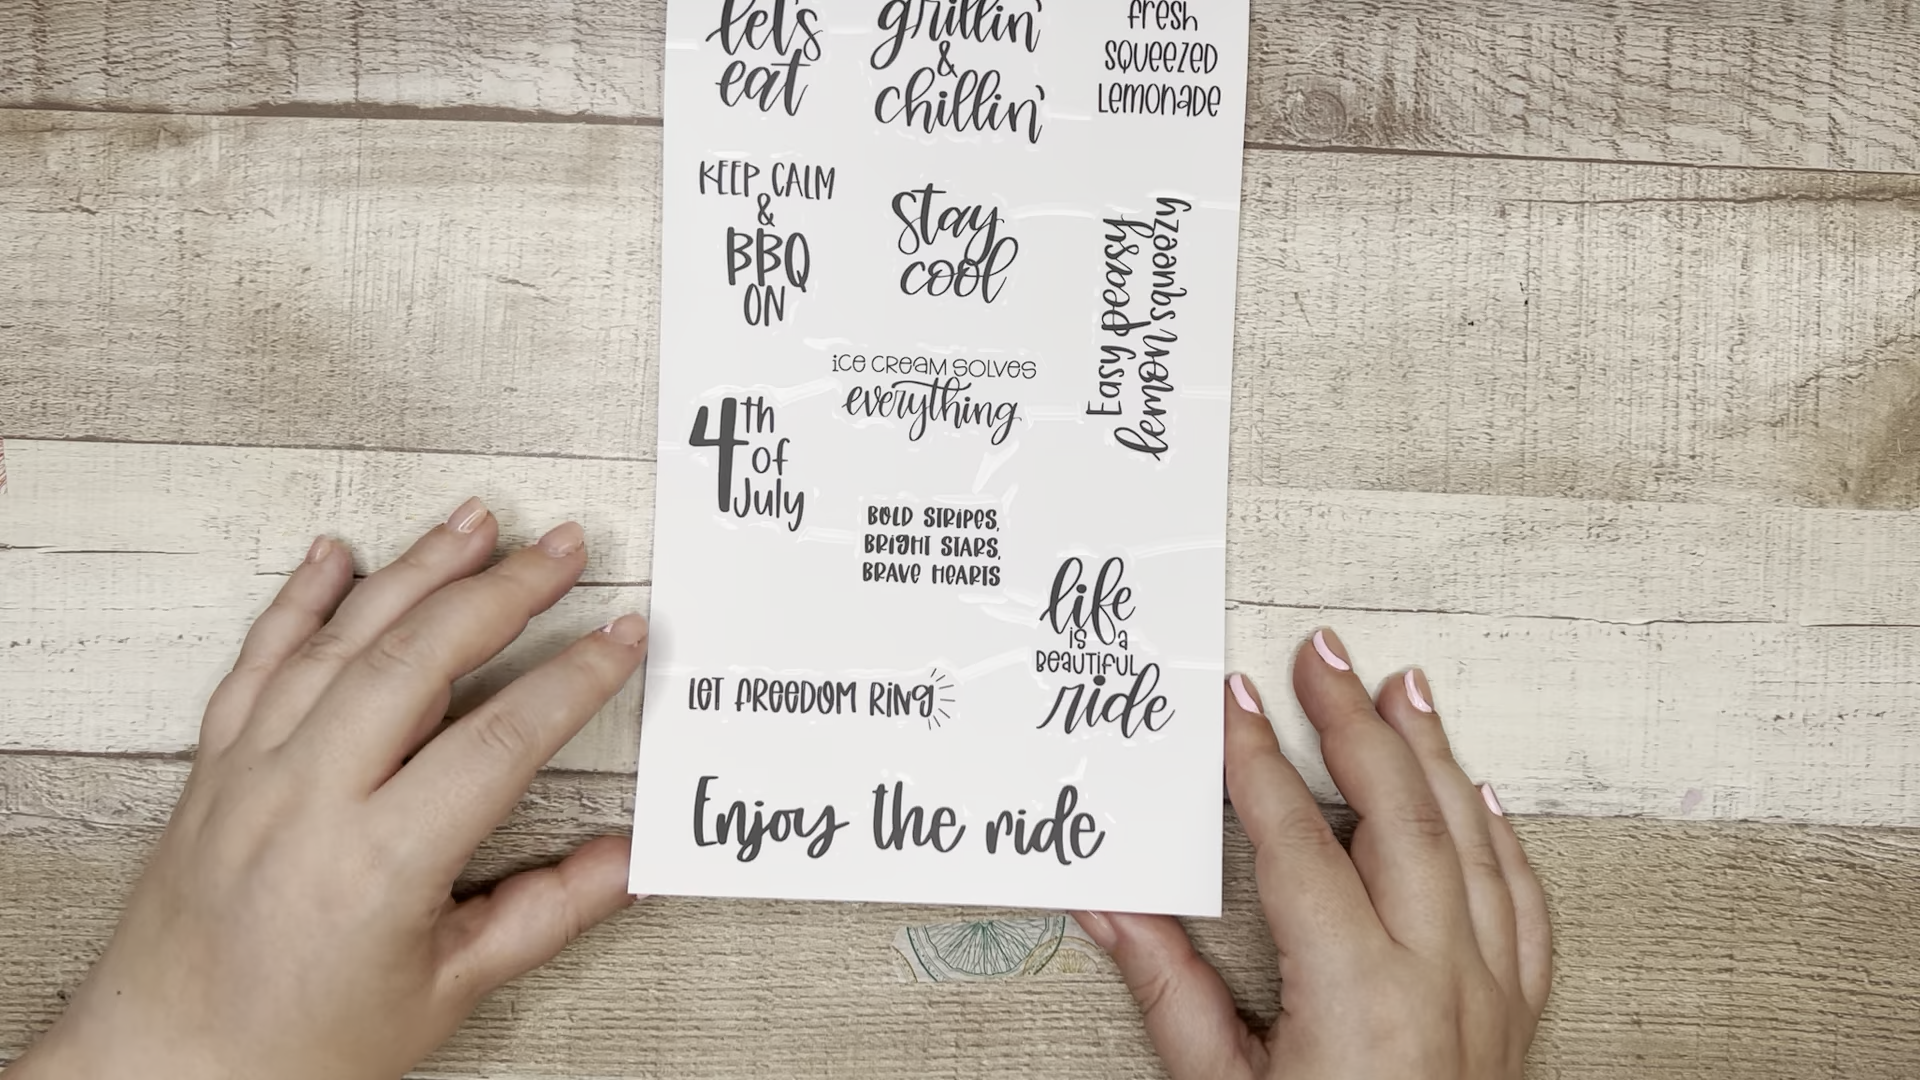 let's
eat
grillin'
&
chillin'
fresh
SQUEEZED
LEMONADE
KEEP CALM
&
BBQ
ON
stay
cool
Easy peasy
lemon squeezy
ice cream solves
everything
4th
of
July
BOLD STRIPES,
BRIGHT STARS,
BRAVE HEARTS
life
is a
BEAUTIFUL
ride
LET FREEDOM RING
Enjoy the ride